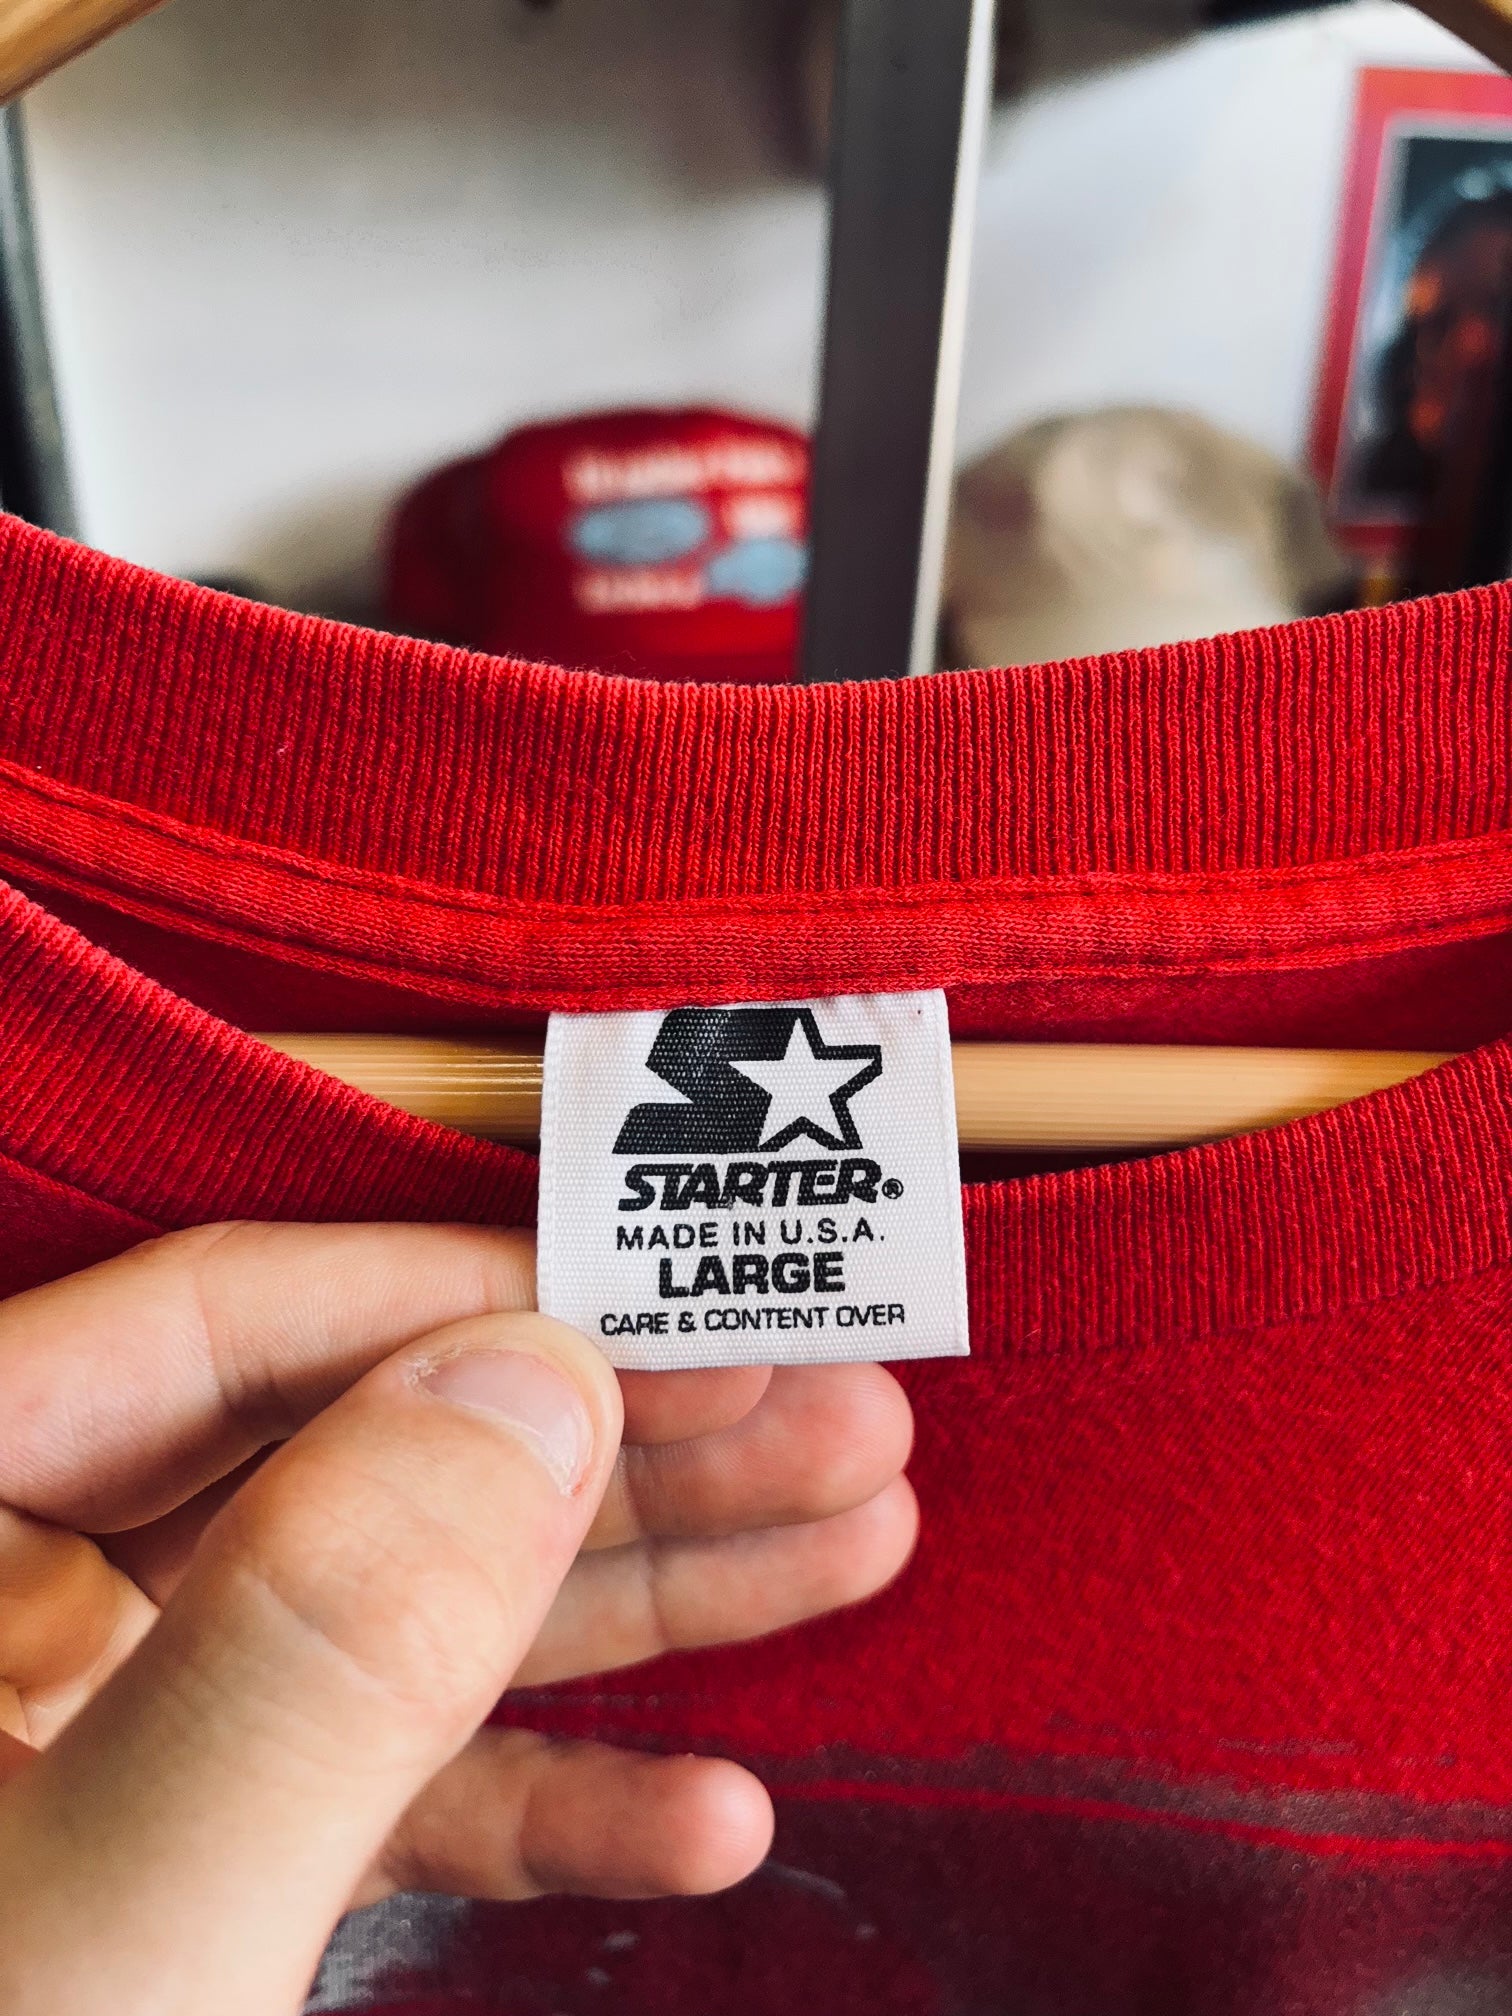 STARTER®
MADE IN U.S.A.
LARGE
CARE & CONTENT OVER